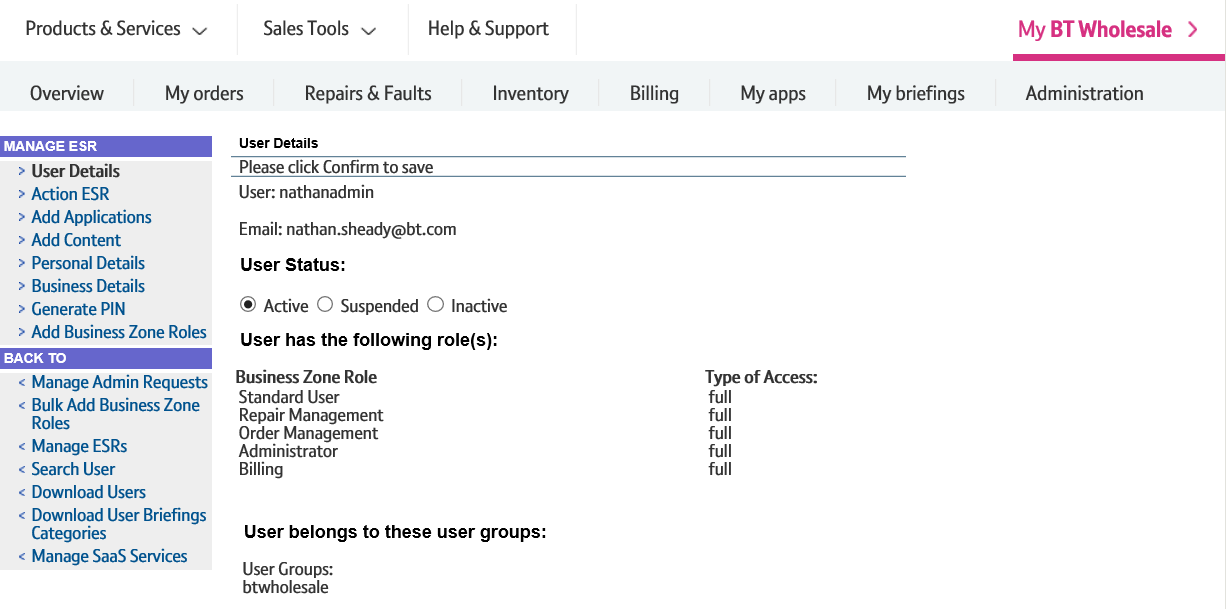 Products & Services
Sales Tools
Help & Support
My BT Wholesale
Overview
My orders
Repairs & Faults
Inventory
Billing
My apps
My briefings
Administration
MANAGE ESR
> User Details
> Action ESR
> Add Applications
> Add Content
> Personal Details
> Business Details
> Generate PIN
> Add Business Zone Roles
BACK TO
< Manage Admin Requests
< Bulk Add Business Zone
Roles
< Manage ESRs
< Search User
< Download Users
< Download User Briefings
Categories
< Manage SaaS Services
User Details
Please click Confirm to save
User: nathanadmin
Email: nathan.sheady@bt.com
User Status:
Active Suspended Inactive
User has the following role(s):
Business Zone Role Type of Access:
Standard User full
Repair Management full
Order Management full
Administrator full
Billing full
User belongs to these user groups:
User Groups:
btwholesale